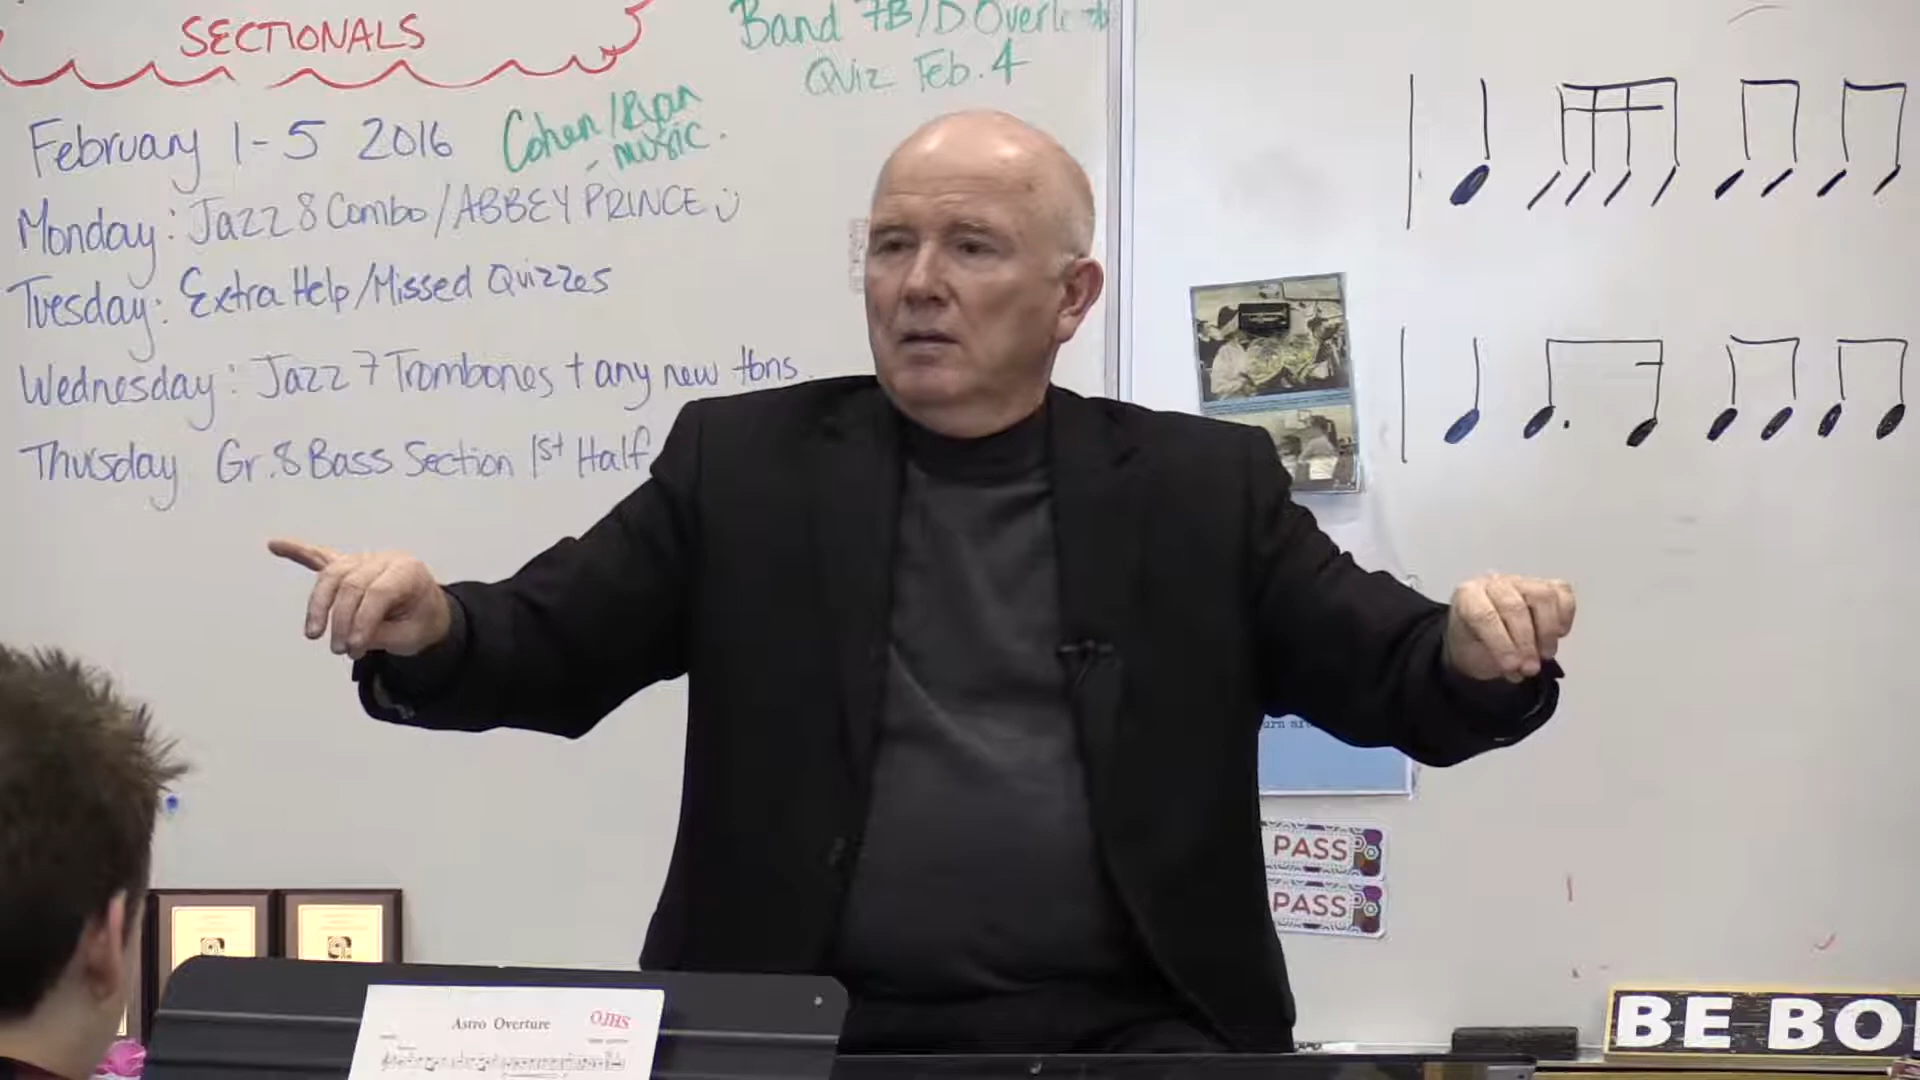 SECTIONALS
February 1-5 2016
Cohen/Ryan
- music.
Monday: Jazz 8 Combo/ABBEY PRINCE
Tuesday: Extra Help/Missed Quizzes
Wednesday: Jazz 7 Trombones + any new tbns.
Thursday Gr. 8 Bass Section 1st Half
Band 7B/D
Quiz Feb. 4
PASS
PASS
BE BO
Astro Overture
OJHS